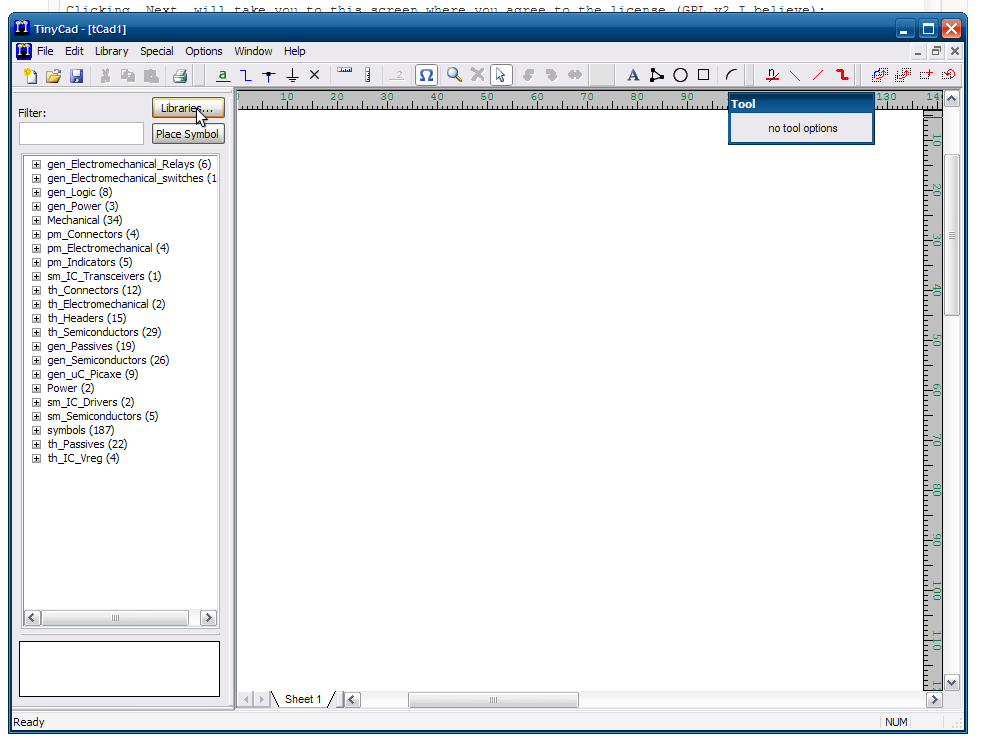 Clicking Next will take you to this screen where you agree to the license (GPL v2 I believe):
TinyCad - [tCad1]
File Edit Library Special Options Window Help
a .2 Ω A
Filter:
Libraries...
Place Symbol
10 20 30 40 50 60 70 80 90 130 14
Tool
no tool options
gen_Electromechanical_Relays (6)
gen_Electromechanical_switches (1
gen_Logic (8)
gen_Power (3)
Mechanical (34)
pm_Connectors (4)
pm_Electromechanical (4)
pm_Indicators (5)
sm_IC_Transceivers (1)
th_Connectors (12)
th_Electromechanical (2)
th_Headers (15)
th_Semiconductors (29)
gen_Passives (19)
gen_Semiconductors (26)
gen_uC_Picaxe (9)
Power (2)
sm_IC_Drivers (2)
sm_Semiconductors (5)
symbols (187)
th_Passives (22)
th_IC_Vreg (4)
10
20
30
40
50
60
70
80
90
100
110
Sheet 1
Ready
NUM